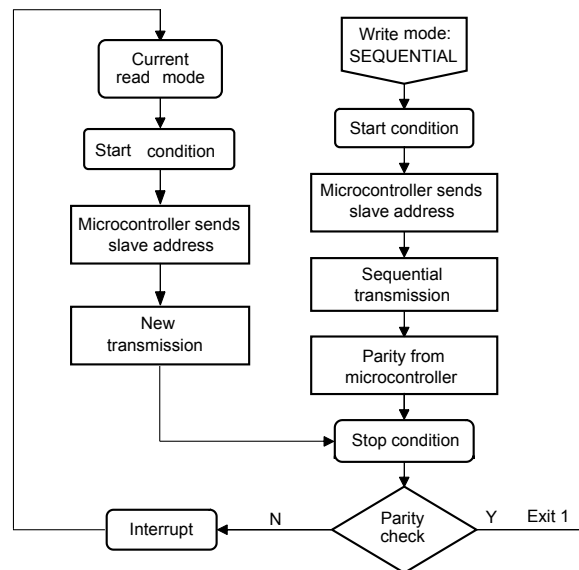 Current
read mode
Start condition
Microcontroller sends
slave address
New
transmission
Write mode:
SEQUENTIAL
Start condition
Microcontroller sends
slave address
Sequential
transmission
Parity from
microcontroller
Stop condition
Parity
check
N
Y
Exit 1
Interrupt